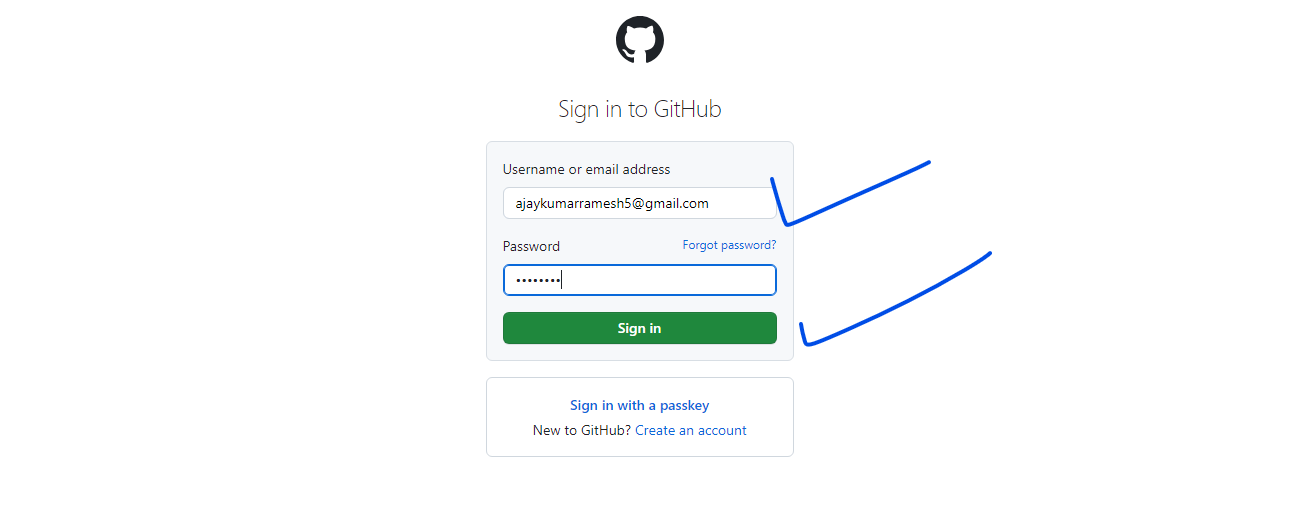 Sign in to GitHub
Username or email address
ajaykumarramesh5@gmail.com
Password Forgot password?
••••••••
Sign in
Sign in with a passkey
New to GitHub? Create an account